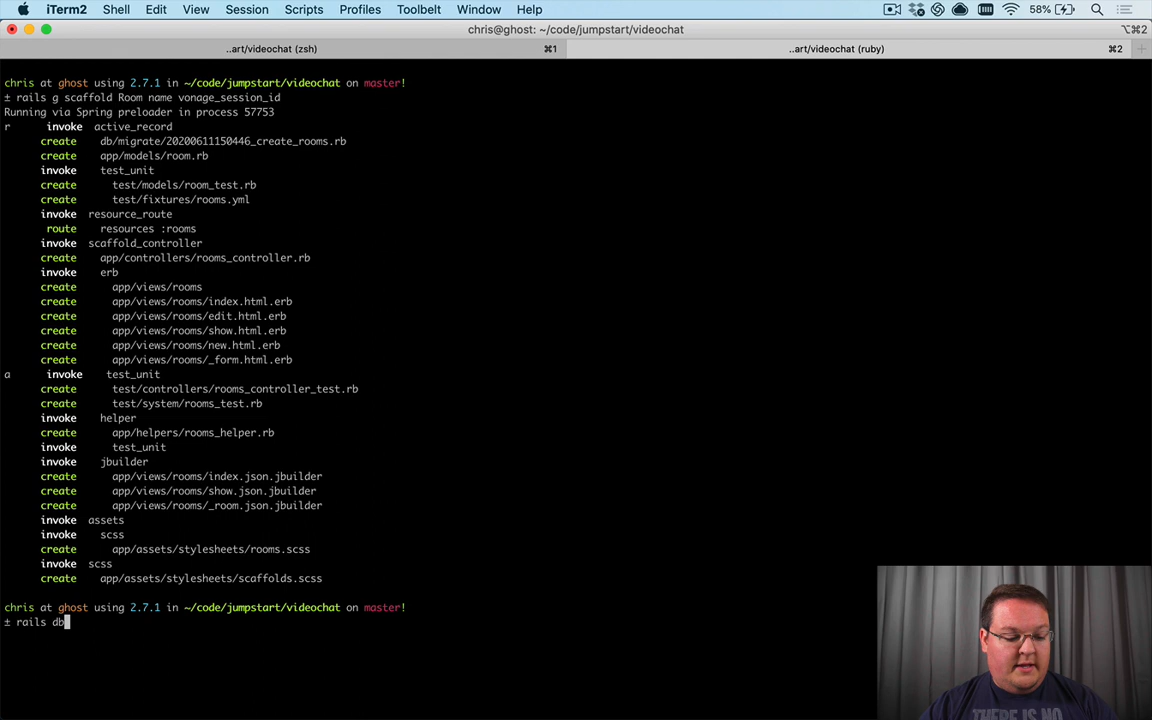 iTerm2 Shell Edit View Session Scripts Profiles Toolbelt Window Help 58%
chris@ghost: ~/code/jumpstart/videochat ⌥⌘2
..art/videochat (zsh) ⌘1 ..art/videochat (ruby) ⌘2 +
chris at ghost using 2.7.1 in ~/code/jumpstart/videochat on master!
± rails g scaffold Room name vonage_session_id
Running via Spring preloader in process 57753
r invoke active_record
create db/migrate/20200611150446_create_rooms.rb
create app/models/room.rb
invoke test_unit
create test/models/room_test.rb
create test/fixtures/rooms.yml
invoke resource_route
route resources :rooms
invoke scaffold_controller
create app/controllers/rooms_controller.rb
invoke erb
create app/views/rooms
create app/views/rooms/index.html.erb
create app/views/rooms/edit.html.erb
create app/views/rooms/show.html.erb
create app/views/rooms/new.html.erb
create app/views/rooms/_form.html.erb
a invoke test_unit
create test/controllers/rooms_controller_test.rb
create test/system/rooms_test.rb
invoke helper
create app/helpers/rooms_helper.rb
invoke test_unit
invoke jbuilder
create app/views/rooms/index.json.jbuilder
create app/views/rooms/show.json.jbuilder
create app/views/rooms/_room.json.jbuilder
invoke assets
invoke scss
create app/assets/stylesheets/rooms.scss
invoke scss
create app/assets/stylesheets/scaffolds.scss
chris at ghost using 2.7.1 in ~/code/jumpstart/videochat on master!
± rails db
THERE IS NO